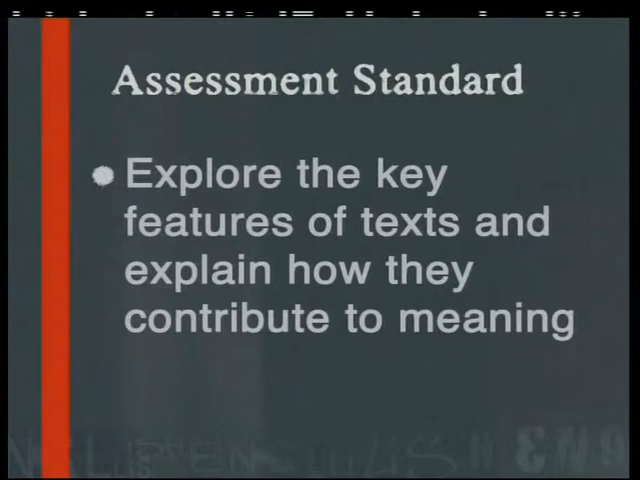 Assessment Standard
Explore the key
features of texts and
explain how they
contribute to meaning